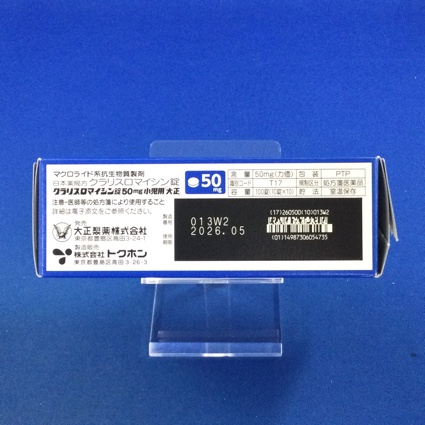 マクロライド系抗生物質製剤
日本薬局方 クラリスロマイシン錠
クラリスロマイシン錠50mg小児用「大正」
注意-医師等の処方箋により使用すること
詳細は電子添文をご参照ください。
発売
大正製薬株式会社
東京都豊島区高田3-24-1
製造販売
株式会社トクホン
東京都豊島区高田3-26-3
50mg
含量 50mg(力価) 包装 PTP
識別コード T17 規制区分 処方箋医薬品
容量 100錠(10錠×10) 貯法 室温保存
製造番号 013W2
使用期限 2026.05
(17)260500(10)013W2
(01)14987306054735